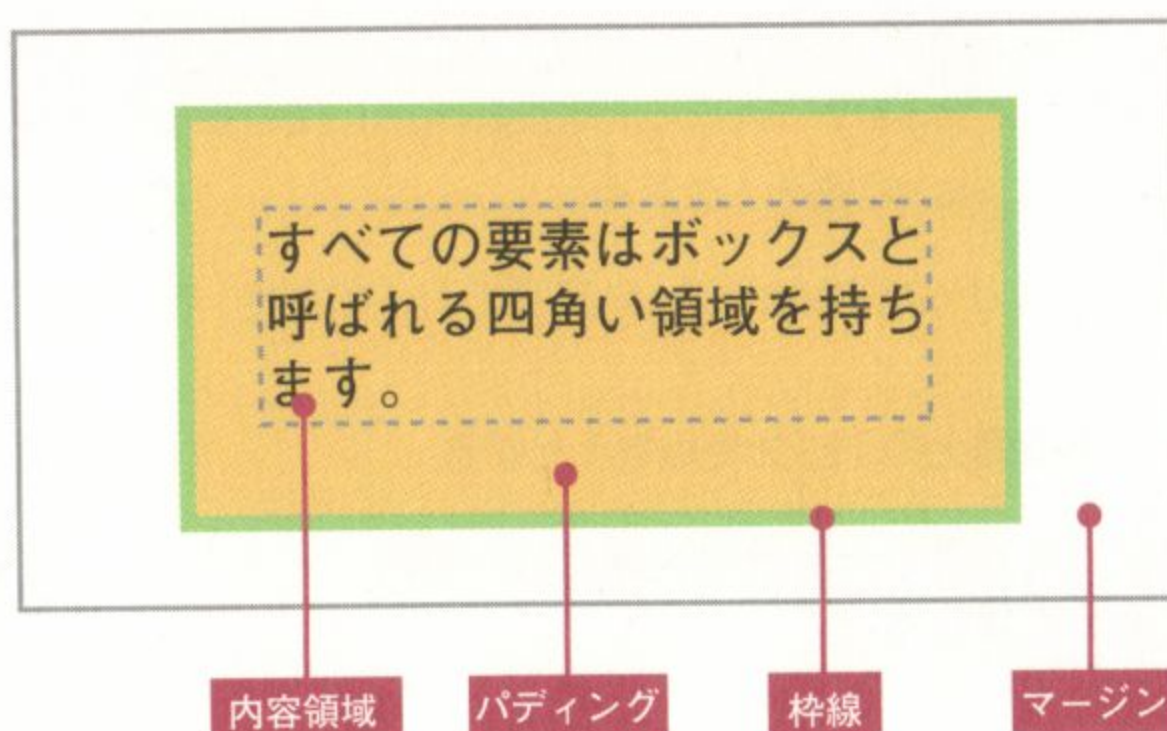 すべての要素はボックスと
呼ばれる四角い領域を持ち
ます。
内容領域
パディング
枠線
マージン